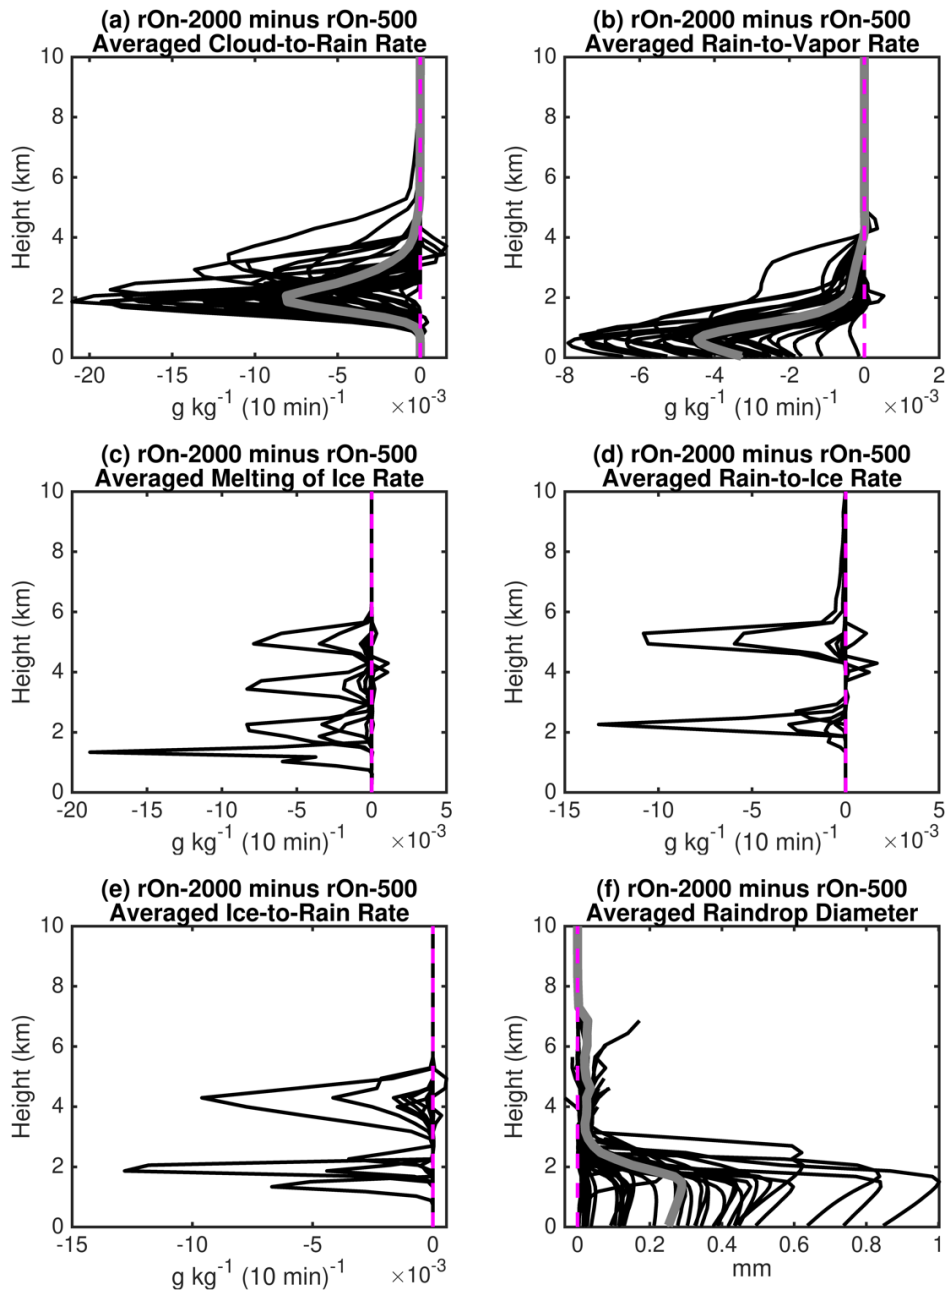 (a) rOn-2000 minus rOn-500
Averaged Cloud-to-Rain Rate
10
8
6
4
2
0
Height (km)
-20 -15 -10 -5 0
g kg⁻¹ (10 min)⁻¹ ×10⁻³
(b) rOn-2000 minus rOn-500
Averaged Rain-to-Vapor Rate
10
8
6
4
2
0
Height (km)
-8 -6 -4 -2 0 2
g kg⁻¹ (10 min)⁻¹ ×10⁻³
(c) rOn-2000 minus rOn-500
Averaged Melting of Ice Rate
10
8
6
4
2
0
Height (km)
-20 -15 -10 -5 0 5
g kg⁻¹ (10 min)⁻¹ ×10⁻³
(d) rOn-2000 minus rOn-500
Averaged Rain-to-Ice Rate
10
8
6
4
2
0
Height (km)
-15 -10 -5 0 5
g kg⁻¹ (10 min)⁻¹ ×10⁻³
(e) rOn-2000 minus rOn-500
Averaged Ice-to-Rain Rate
10
8
6
4
2
0
Height (km)
-15 -10 -5 0
g kg⁻¹ (10 min)⁻¹ ×10⁻³
(f) rOn-2000 minus rOn-500
Averaged Raindrop Diameter
10
8
6
4
2
0
Height (km)
0 0.2 0.4 0.6 0.8 1
mm